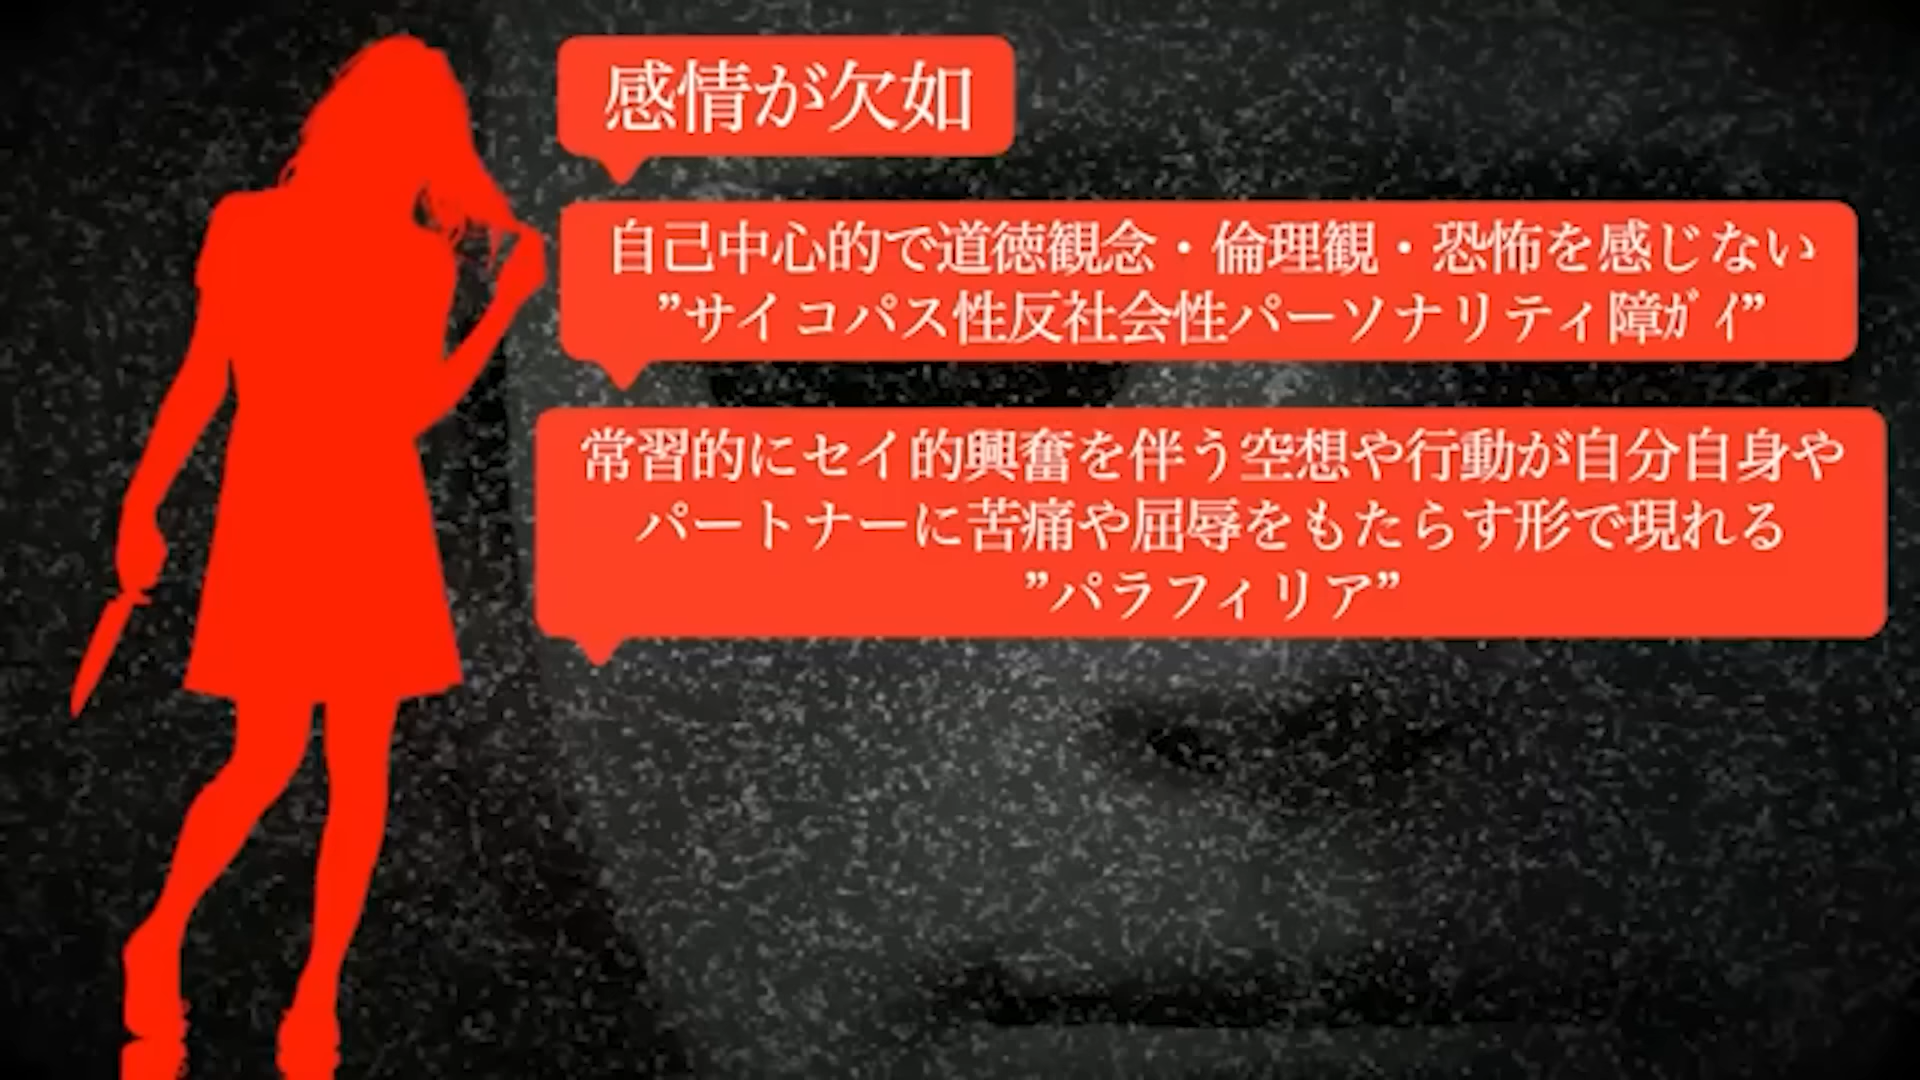 感情が欠如
自己中心的で道徳観念・倫理観・恐怖を感じない
”サイコパス性反社会性パーソナリティ障ｶﾞｲ”
常習的にセイ的興奮を伴う空想や行動が自分自身や
パートナーに苦痛や屈辱をもたらす形で現れる
”パラフィリア”